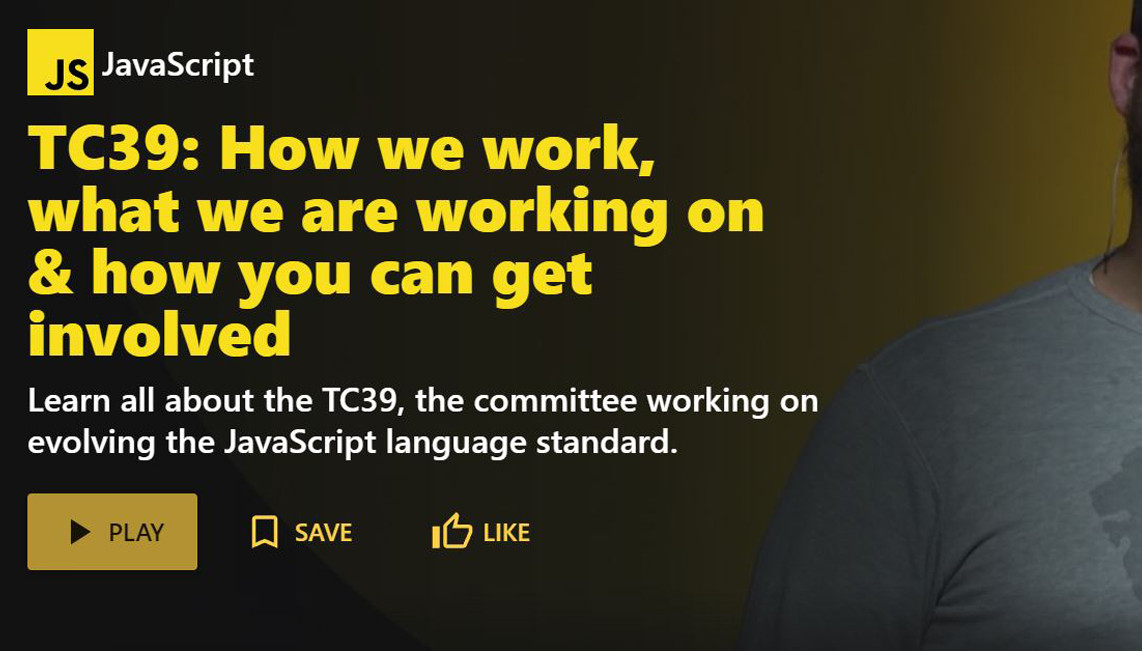 JS JavaScript
TC39: How we work,
what we are working on
& how you can get
involved
Learn all about the TC39, the committee working on
evolving the JavaScript language standard.
PLAY SAVE LIKE